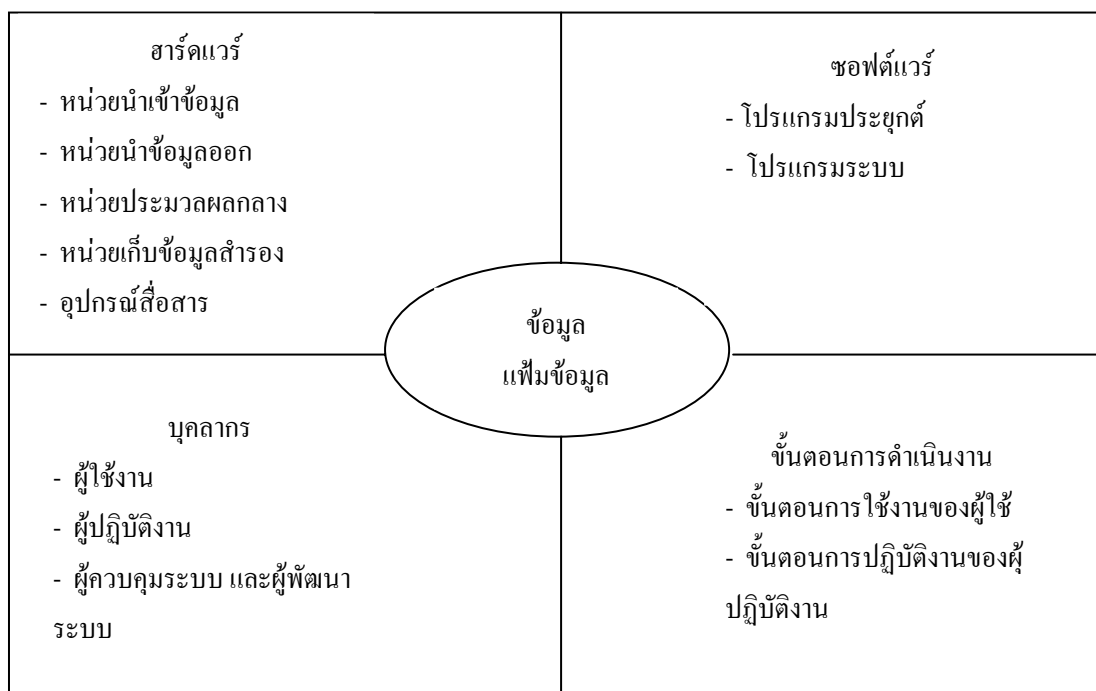 ฮาร์ดแวร์
- หน่วยนำเข้าข้อมูล
- หน่วยนำข้อมูลออก
- หน่วยประมวลผลกลาง
- หน่วยเก็บข้อมูลสำรอง
- อุปกรณ์สื่อสาร
ซอฟต์แวร์
- โปรแกรมประยุกต์
- โปรแกรมระบบ
ข้อมูล
แฟ้มข้อมูล
บุคลากร
- ผู้ใช้งาน
- ผู้ปฏิบัติงาน
- ผู้ควบคุมระบบ และผู้พัฒนา
ระบบ
ขั้นตอนการดำเนินงาน
- ขั้นตอนการใช้งานของผู้ใช้
- ขั้นตอนการปฏิบัติงานของผุ้
ปฏิบัติงาน